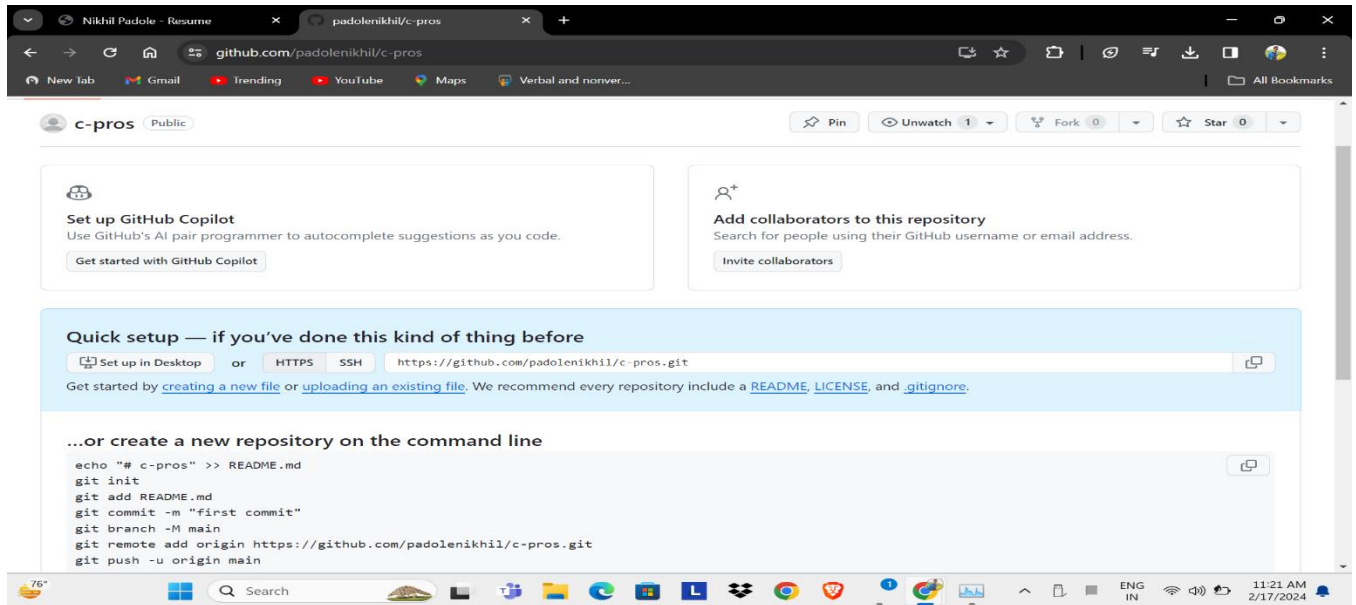 Nikhil Padole - Resume
padolenikhil/c-pros
github.com/padolenikhil/c-pros
New Tab Gmail Trending YouTube Maps Verbal and nonver... All Bookmarks
c-pros Public Pin Unwatch 1 Fork 0 Star 0
Set up GitHub Copilot
Use GitHub's AI pair programmer to autocomplete suggestions as you code.
Get started with GitHub Copilot
Add collaborators to this repository
Search for people using their GitHub username or email address.
Invite collaborators
Quick setup — if you've done this kind of thing before
Set up in Desktop or HTTPS SSH https://github.com/padolenikhil/c-pros.git
Get started by creating a new file or uploading an existing file. We recommend every repository include a README, LICENSE, and .gitignore.
...or create a new repository on the command line
echo "# c-pros" >> README.md
git init
git add README.md
git commit -m "first commit"
git branch -M main
git remote add origin https://github.com/padolenikhil/c-pros.git
git push -u origin main
76°
Search
L
1
ENG
IN
11:21 AM
2/17/2024